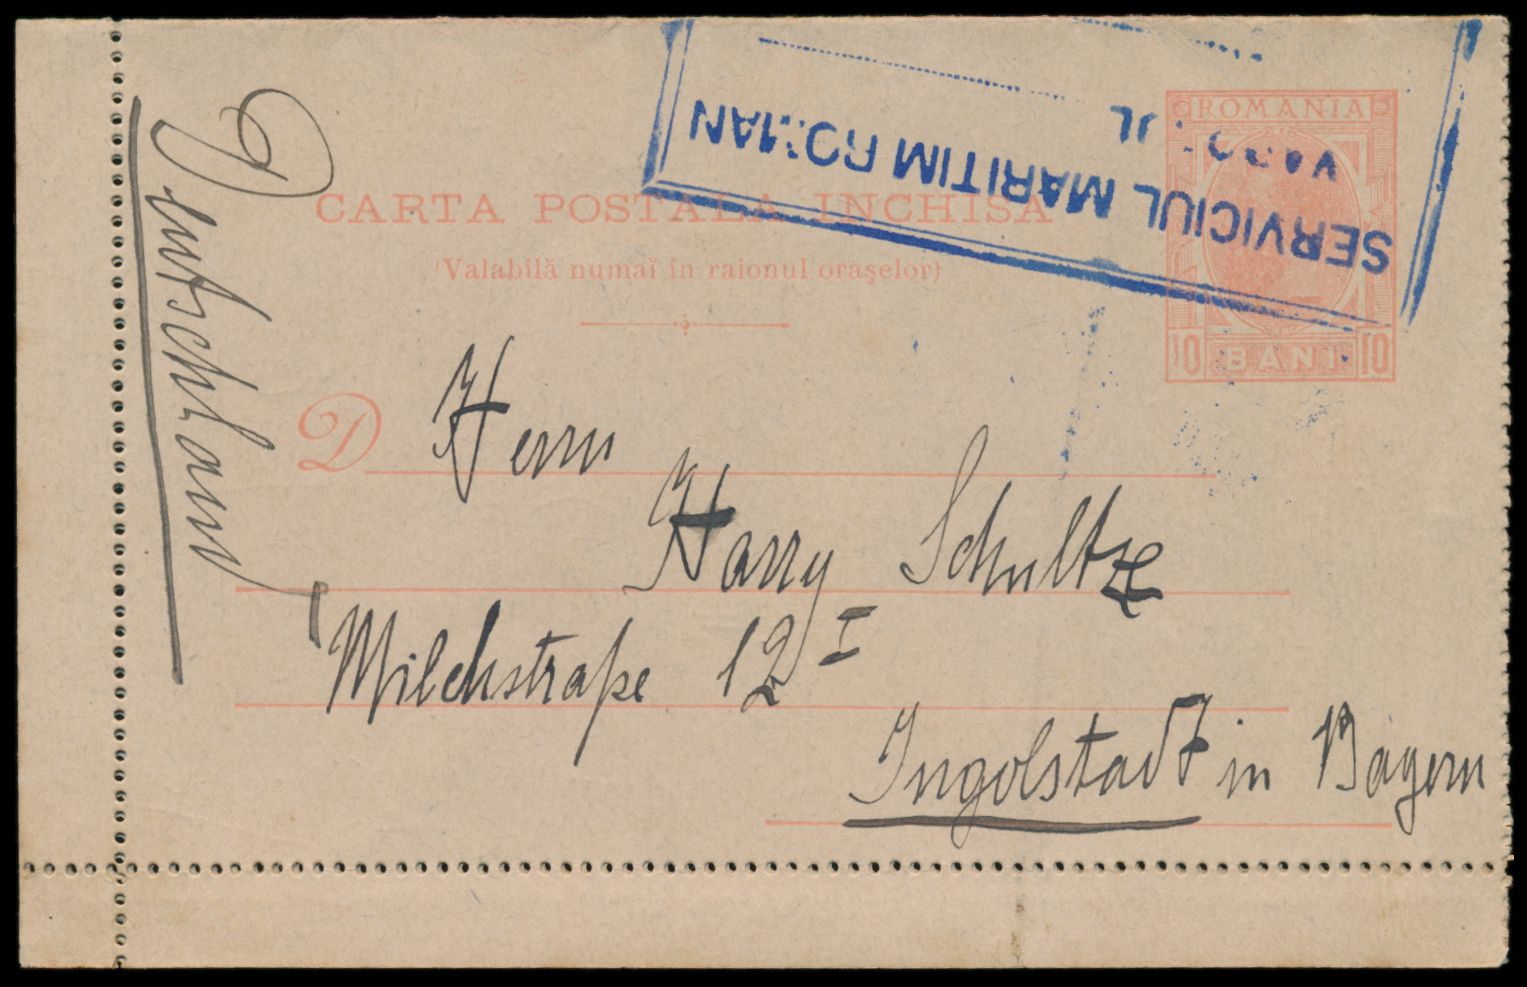 ROMANIA
CARTA POSTALA INCHISA
(Valabilă numaĭ in raionul oraşelor)
10 BANI 10
SERVICIUL MARITIM ROMAN
Deutschland
D Herrn
Harry Schultze
Milchstraße 12 I
Ingolstadt in Bayern